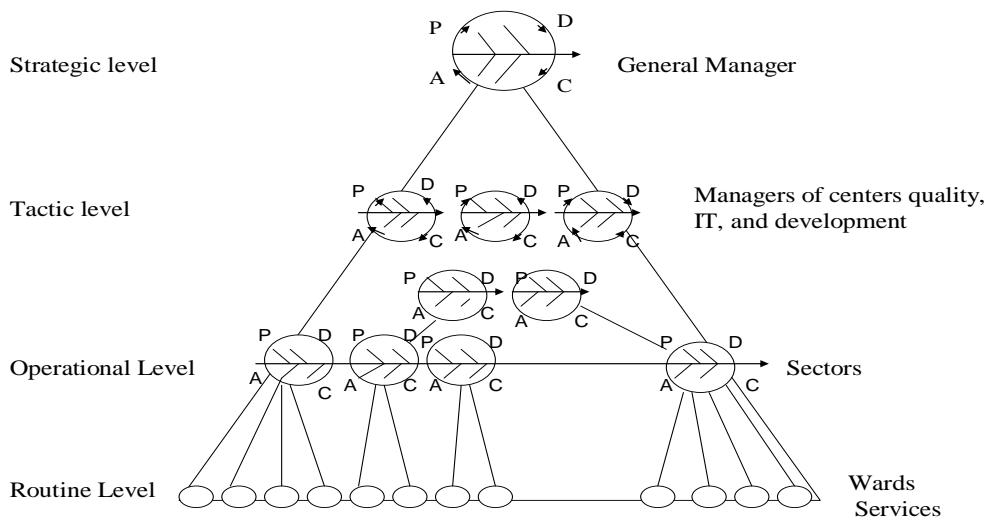 P D
Strategic level General Manager
A C
P D P D P D
Tactic level Managers of centers quality,
IT, and development
A C A C A C
P D P D
A C A C
P D P D P D P D
Operational Level Sectors
A C A C A C A C
Routine Level Wards
Services